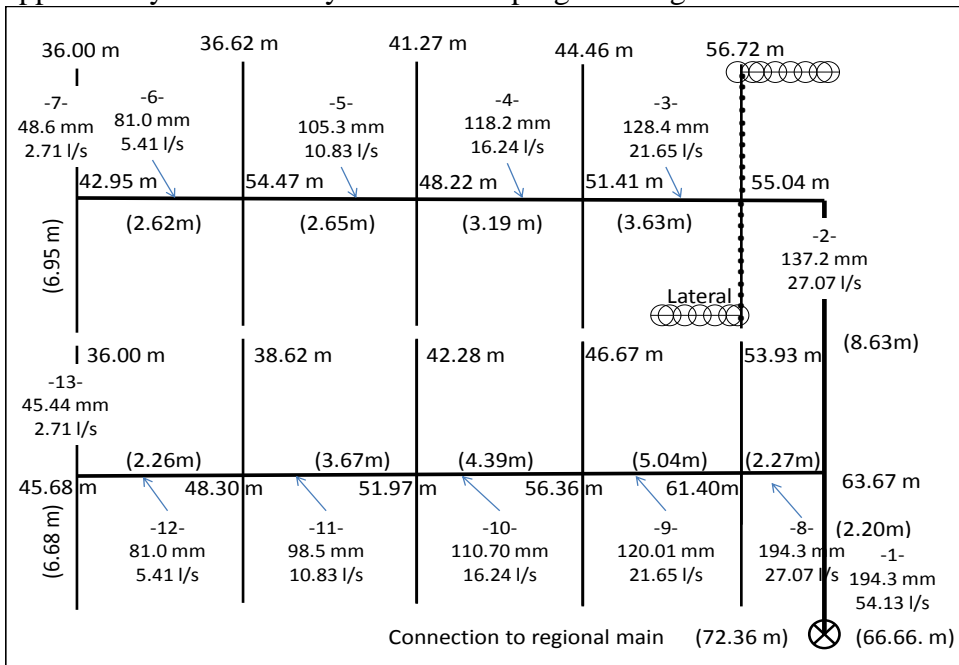 36.00 m
36.62 m
41.27 m
44.46 m
56.72 m
-7-
48.6 mm
2.71 l/s
-6-
81.0 mm
5.41 l/s
-5-
105.3 mm
10.83 l/s
-4-
118.2 mm
16.24 l/s
-3-
128.4 mm
21.65 l/s
42.95 m
54.47 m
48.22 m
51.41 m
55.04 m
(2.62m)
(2.65m)
(3.19 m)
(3.63m)
(6.95 m)
-2-
137.2 mm
27.07 l/s
Lateral
(8.63m)
36.00 m
38.62 m
42.28 m
46.67 m
53.93 m
-13-
45.44 mm
2.71 l/s
(2.26m)
(3.67m)
(4.39m)
(5.04m)
(2.27m)
45.68 m
48.30 m
51.97 m
56.36 m
61.40m
63.67 m
(6.68 m)
-12-
81.0 mm
5.41 l/s
-11-
98.5 mm
10.83 l/s
-10-
110.70 mm
16.24 l/s
-9-
120.01 mm
21.65 l/s
-8-
194.3 mm
27.07 l/s
(2.20m)
-1-
194.3 mm
54.13 l/s
Connection to regional main
(72.36 m)
(66.66. m)